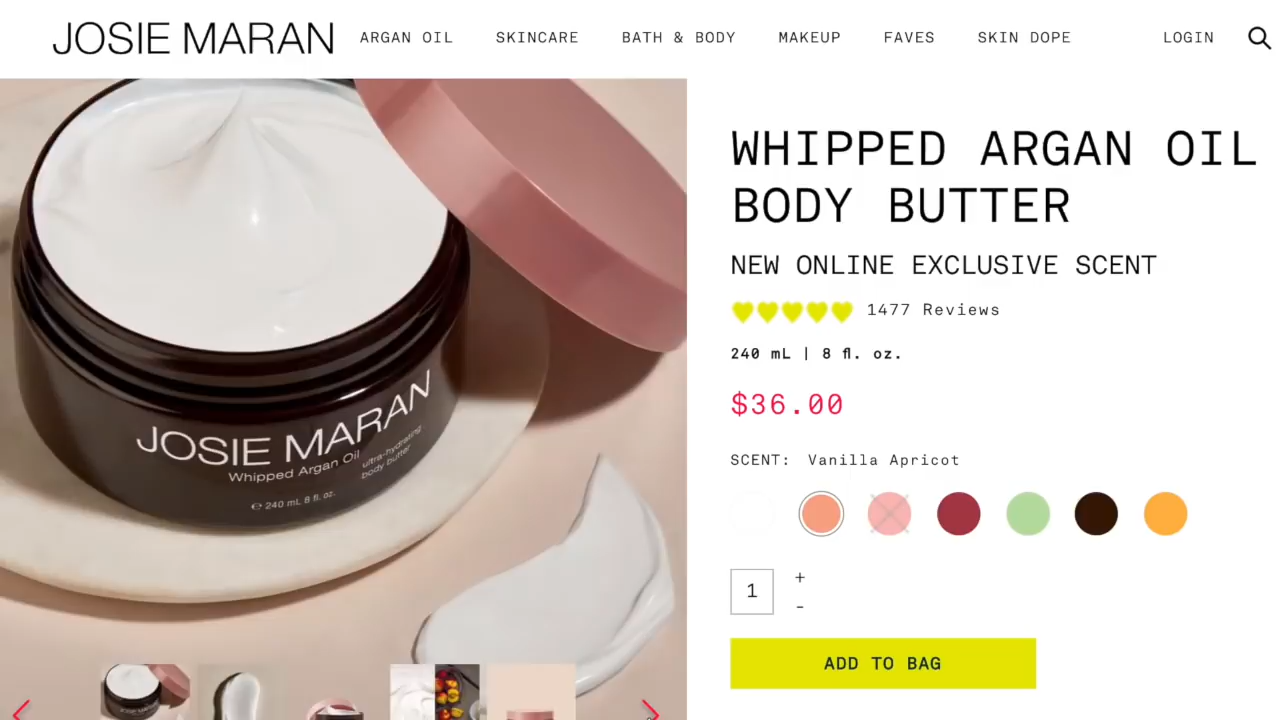 JOSIE MARAN
ARGAN OIL
SKINCARE
BATH & BODY
MAKEUP
FAVES
SKIN DOPE
LOGIN
JOSIE MARAN
Whipped Argan Oil
ultra-hydrating
body butter
℮ 240 mL 8 fl. oz.
WHIPPED ARGAN OIL
BODY BUTTER
NEW ONLINE EXCLUSIVE SCENT
1477 Reviews
240 mL | 8 fl. oz.
$36.00
SCENT: Vanilla Apricot
1
+
-
ADD TO BAG